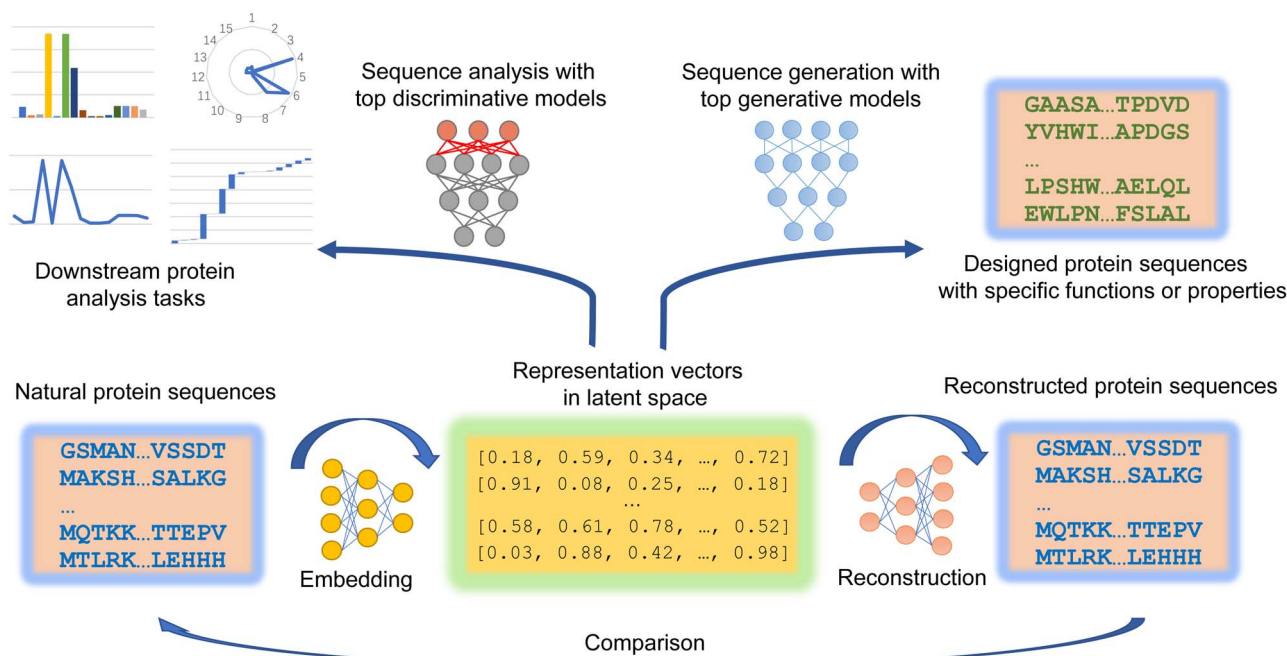 1
2
3
4
5
6
7
8
9
10
11
12
13
14
15
Sequence analysis with
top discriminative models
Sequence generation with
top generative models
GAASA...TPDVD
YVHWI...APDGS
...
LPSHW...AELQL
EWLPN...FSLAL
Downstream protein
analysis tasks
Designed protein sequences
with specific functions or properties
Natural protein sequences
GSMAN...VSSDT
MAKSH...SALKG
...
MQTKK...TTEPV
MTLRK...LEHHH
Embedding
Representation vectors
in latent space
[0.18, 0.59, 0.34, …, 0.72]
[0.91, 0.08, 0.25, …, 0.18]
...
[0.58, 0.61, 0.78, …, 0.52]
[0.03, 0.88, 0.42, …, 0.98]
Reconstruction
Reconstructed protein sequences
GSMAN...VSSDT
MAKSH...SALKG
...
MQTKK...TTEPV
MTLRK...LEHHH
Comparison